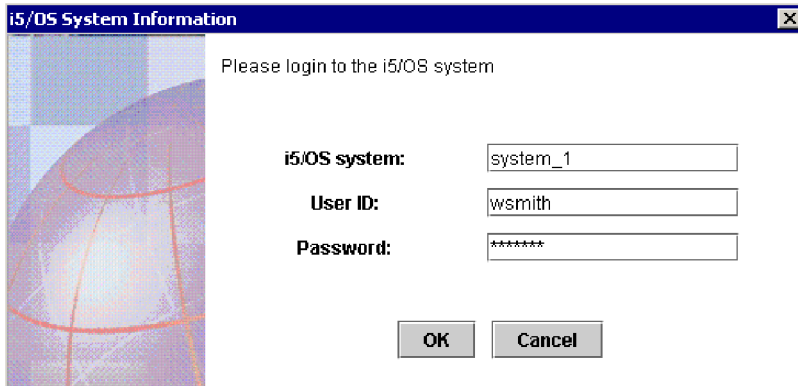 i5/OS System Information
Please login to the i5/OS system
i5/OS system: system_1
User ID: wsmith
Password: *******
OK Cancel